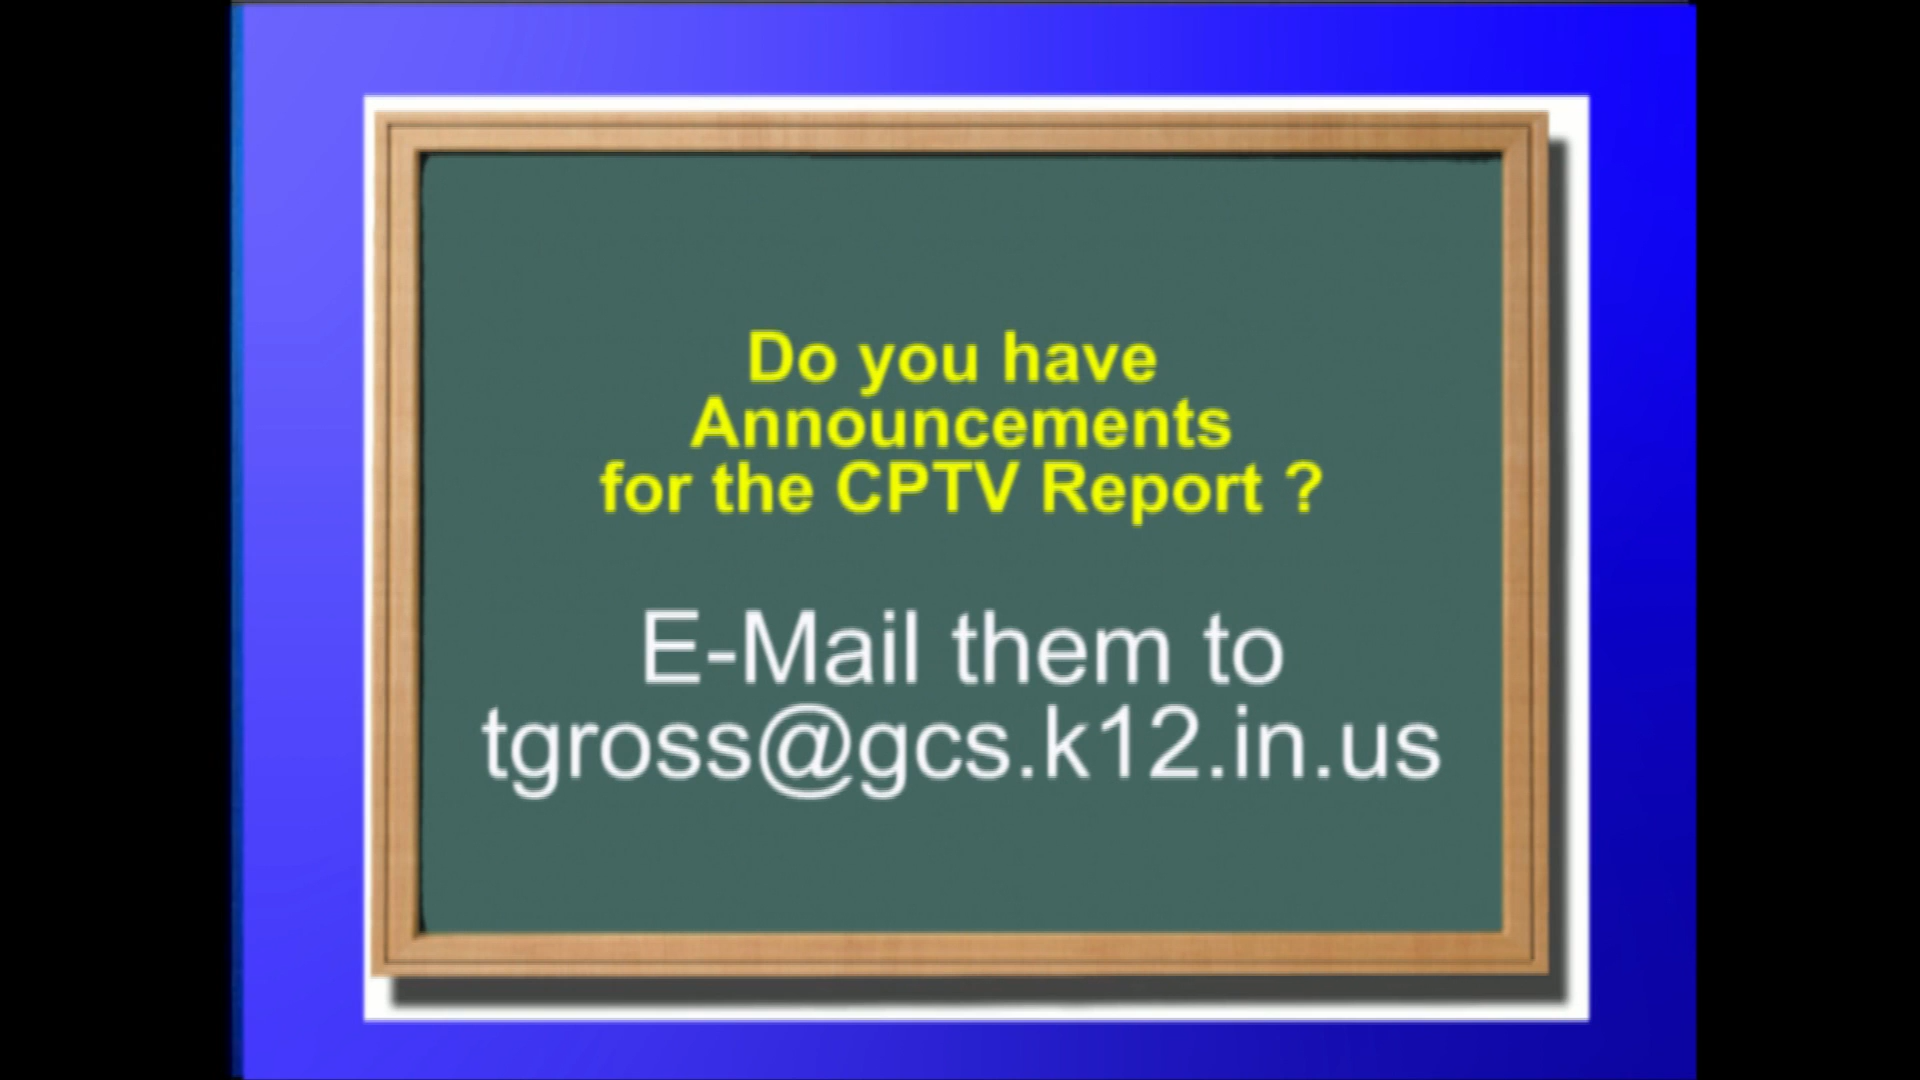 Do you have
Announcements
for the CPTV Report ?
E-Mail them to
tgross@gcs.k12.in.us